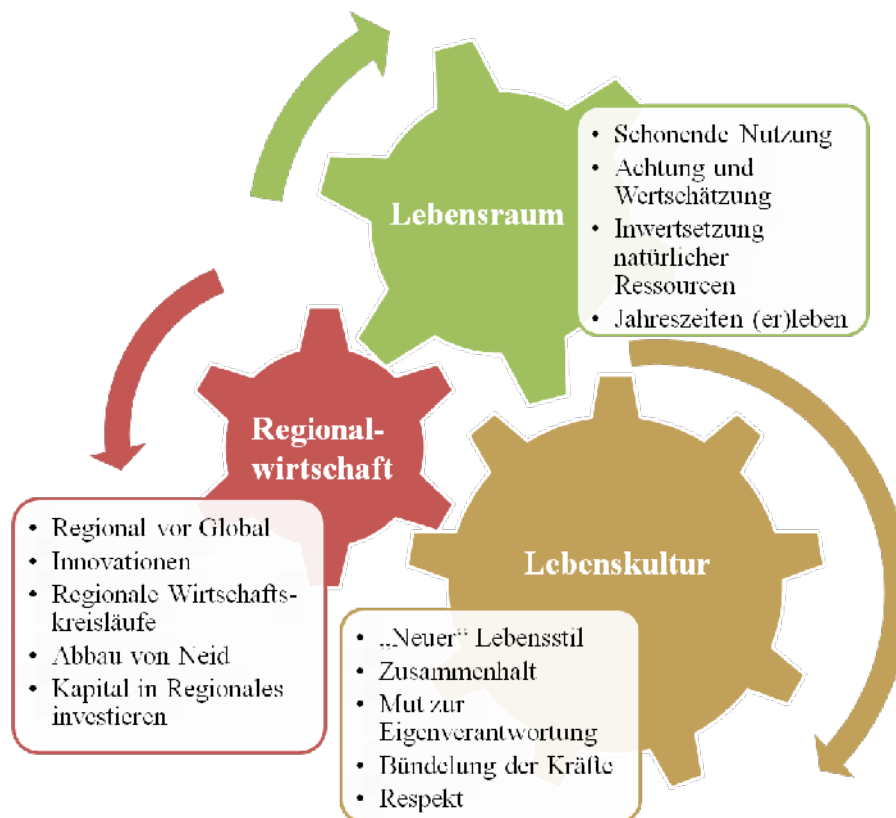 Lebensraum
• Schonende Nutzung
• Achtung und
Wertschätzung
• Inwertsetzung
natürlicher
Ressourcen
• Jahreszeiten (er)leben
Regional-
wirtschaft
• Regional vor Global
• Innovationen
• Regionale Wirtschafts-
kreisläufe
• Abbau von Neid
• Kapital in Regionales
investieren
Lebenskultur
• „Neuer“ Lebensstil
• Zusammenhalt
• Mut zur
Eigenverantwortung
• Bündelung der Kräfte
• Respekt